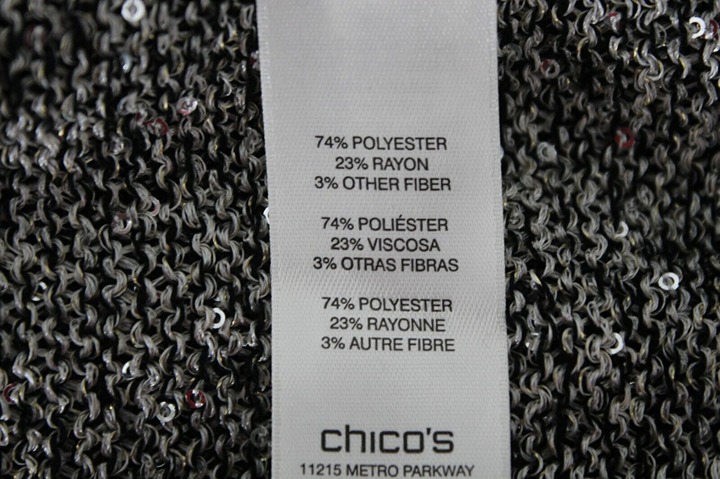 74% POLYESTER
23% RAYON
3% OTHER FIBER
74% POLIÉSTER
23% VISCOSA
3% OTRAS FIBRAS
74% POLYESTER
23% RAYONNE
3% AUTRE FIBRE
chico's
11215 METRO PARKWAY